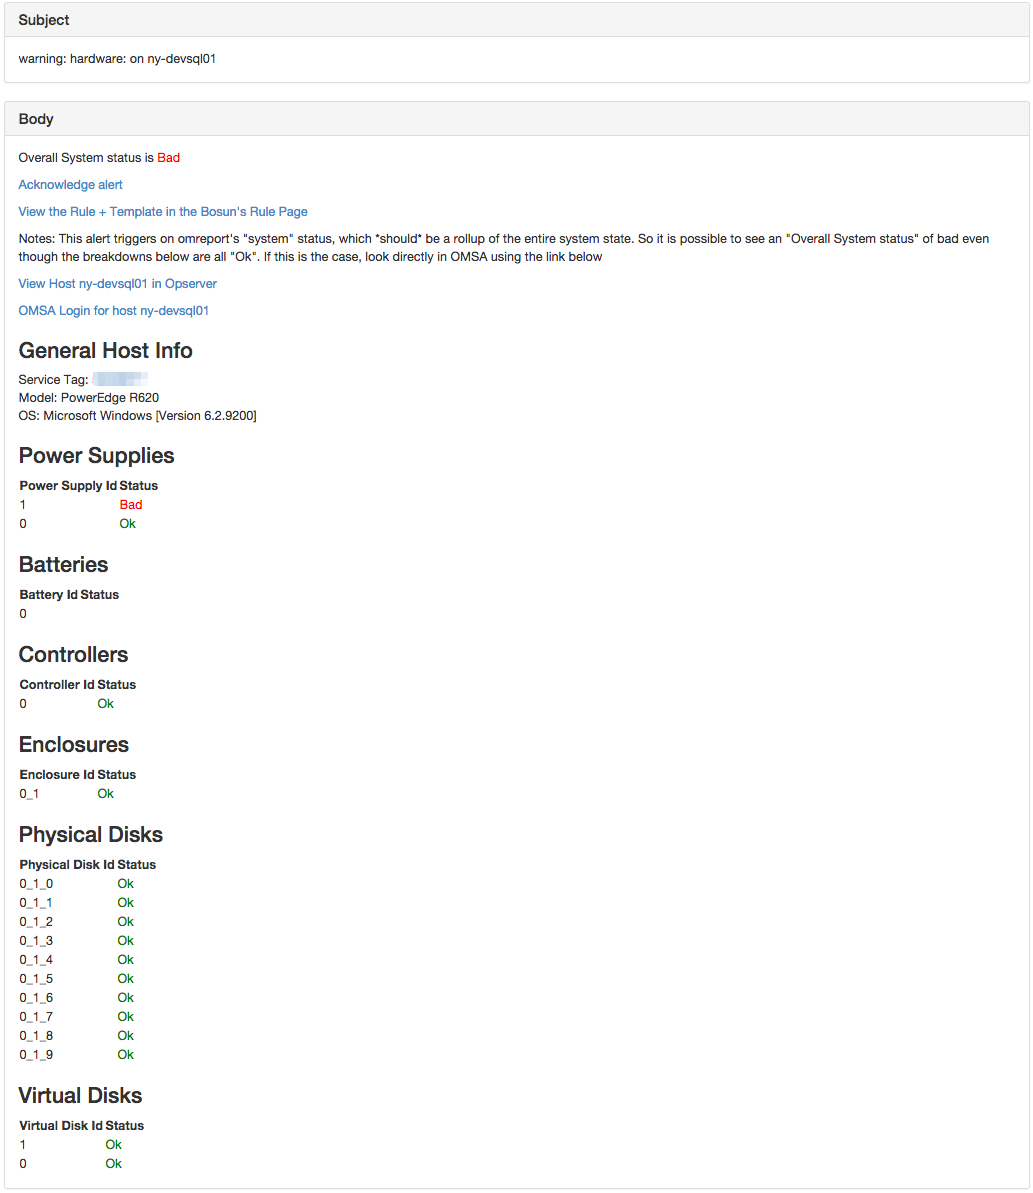 Subject
warning: hardware: on ny-devsql01
Body
Overall System status is Bad
Acknowledge alert
View the Rule + Template in the Bosun's Rule Page
Notes: This alert triggers on omreport's "system" status, which *should* be a rollup of the entire system state. So it is possible to see an "Overall System status" of bad even
though the breakdowns below are all "Ok". If this is the case, look directly in OMSA using the link below
View Host ny-devsql01 in Opserver
OMSA Login for host ny-devsql01
General Host Info
Service Tag:
Model: PowerEdge R620
OS: Microsoft Windows [Version 6.2.9200]
Power Supplies
Power Supply Id Status
1 Bad
0 Ok
Batteries
Battery Id Status
0
Controllers
Controller Id Status
0 Ok
Enclosures
Enclosure Id Status
0_1 Ok
Physical Disks
Physical Disk Id Status
0_1_0 Ok
0_1_1 Ok
0_1_2 Ok
0_1_3 Ok
0_1_4 Ok
0_1_5 Ok
0_1_6 Ok
0_1_7 Ok
0_1_8 Ok
0_1_9 Ok
Virtual Disks
Virtual Disk Id Status
1 Ok
0 Ok